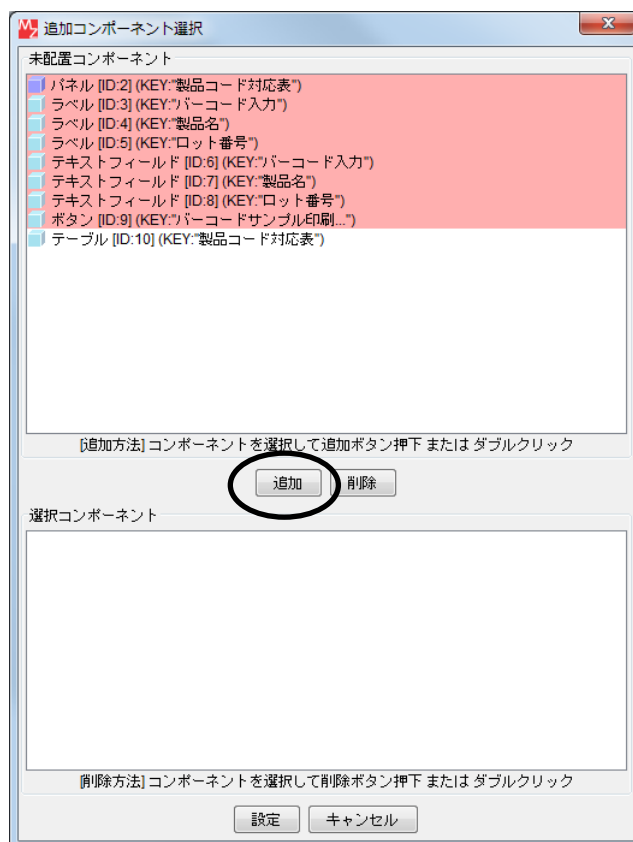 追加コンポーネント選択
未配置コンポーネント
パネル [ID:2] (KEY:"製品コード対応表")
ラベル [ID:3] (KEY:"バーコード入力")
ラベル [ID:4] (KEY:"製品名")
ラベル [ID:5] (KEY:"ロット番号")
テキストフィールド [ID:6] (KEY:"バーコード入力")
テキストフィールド [ID:7] (KEY:"製品名")
テキストフィールド [ID:8] (KEY:"ロット番号")
ボタン [ID:9] (KEY:"バーコードサンプル印刷...")
テーブル [ID:10] (KEY:"製品コード対応表")
[追加方法] コンポーネントを選択して追加ボタン押下 または ダブルクリック
追加 削除
選択コンポーネント
[削除方法] コンポーネントを選択して削除ボタン押下 または ダブルクリック
設定 キャンセル